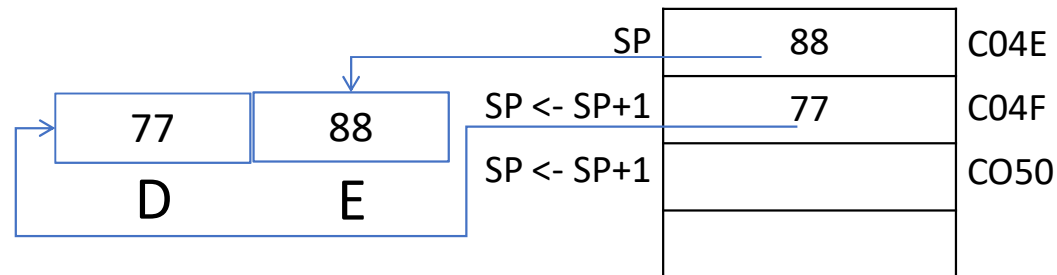 SP 88 C04E
77 88 SP <- SP+1 77 C04F
D E SP <- SP+1 CO50